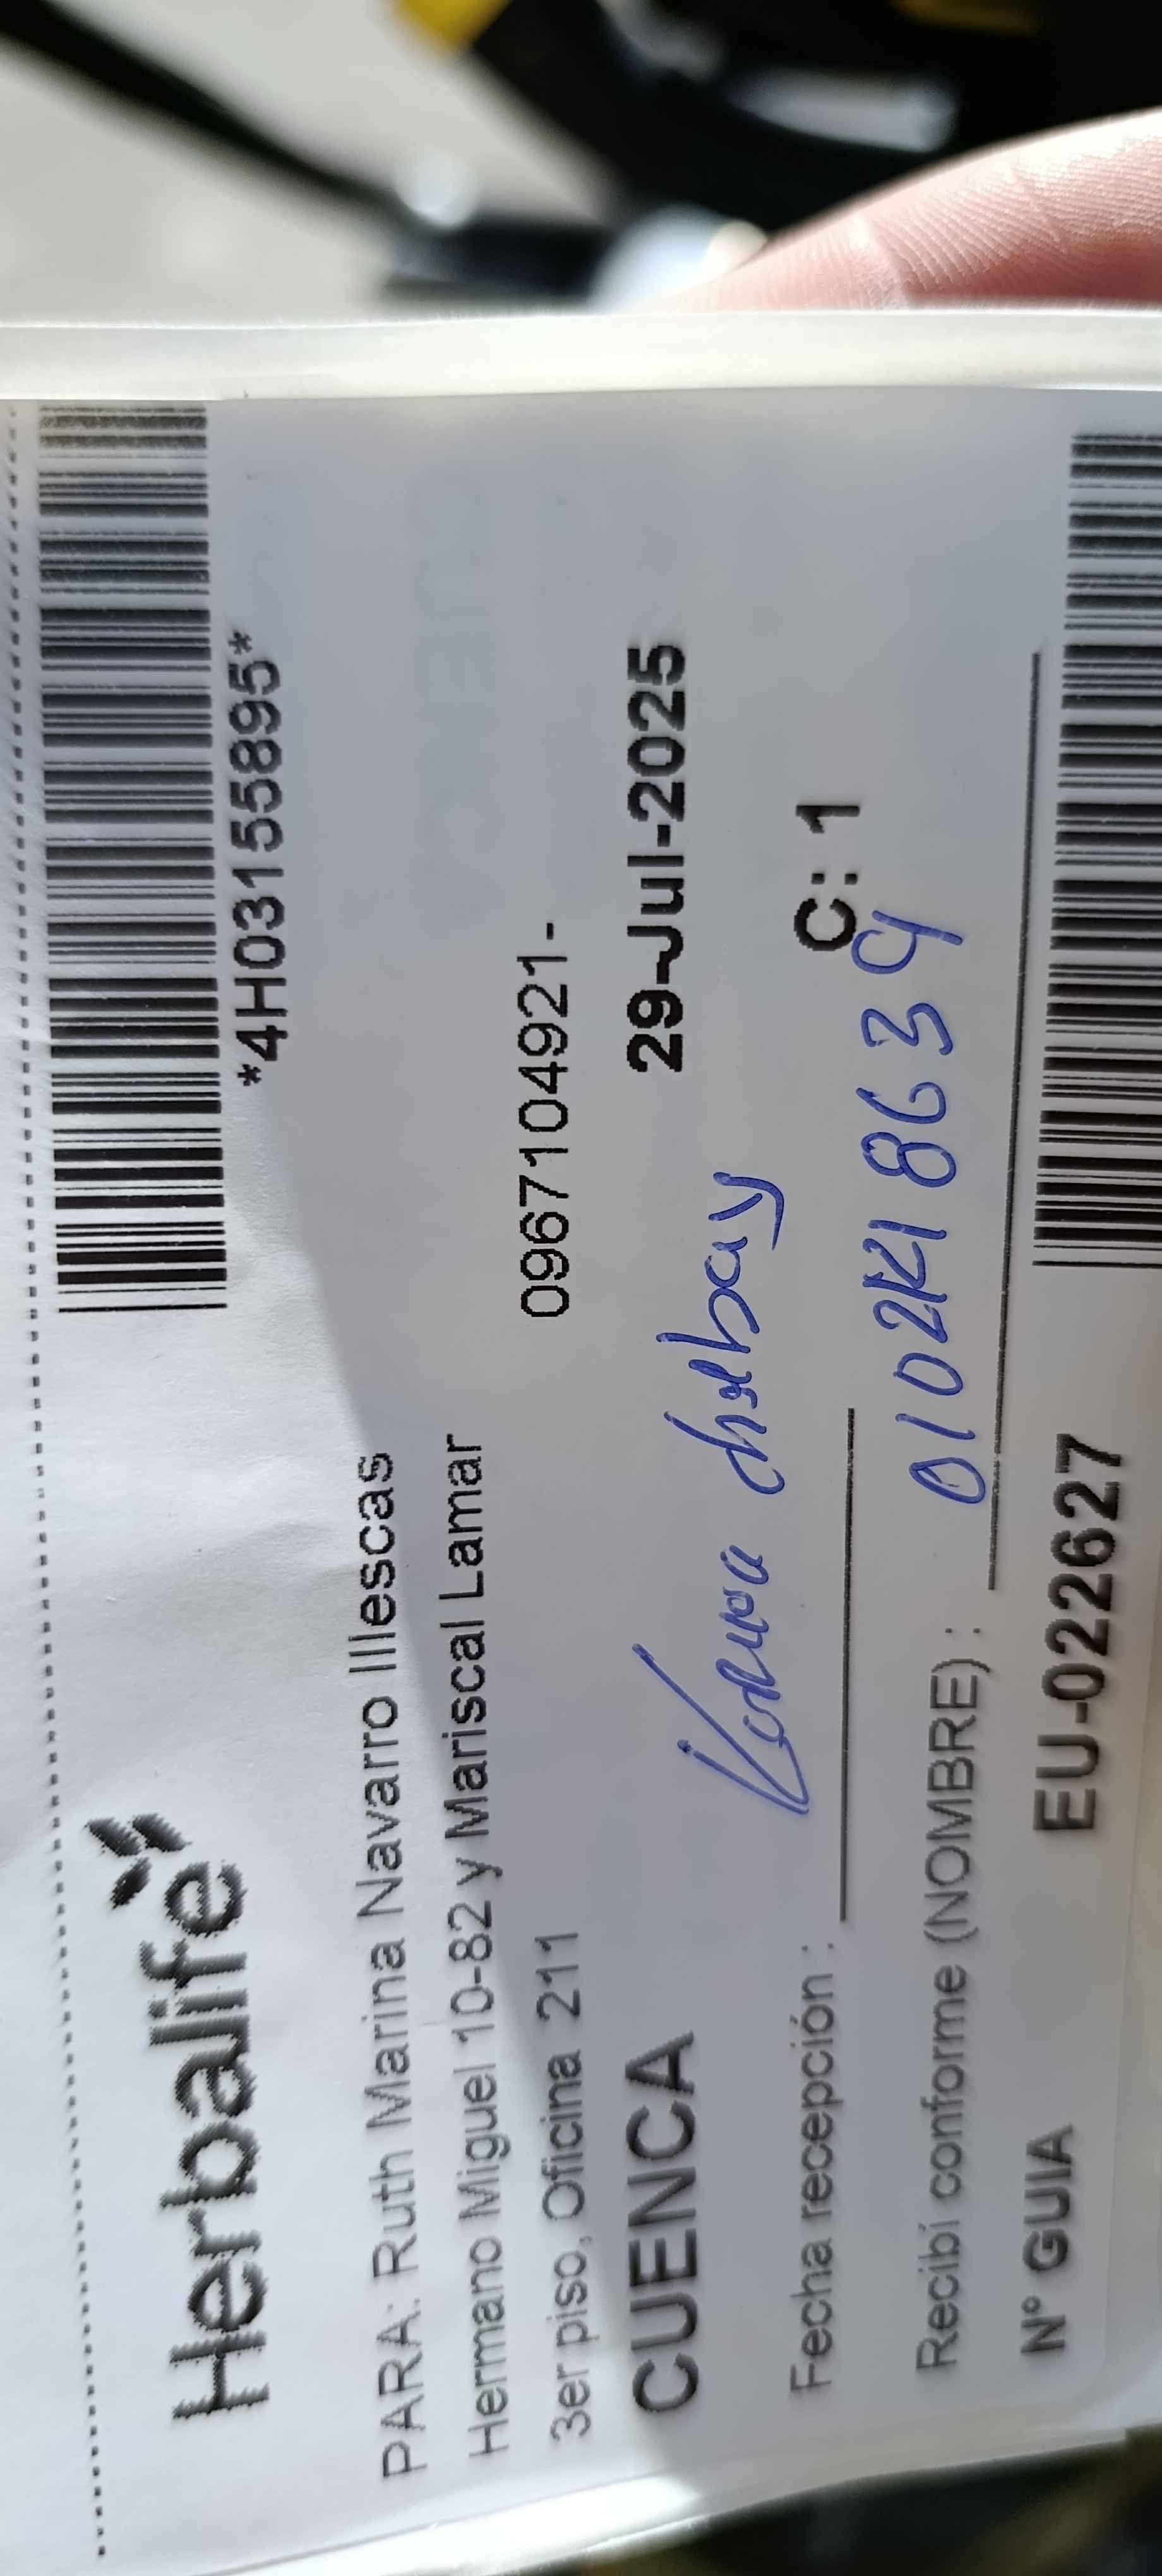 *4H03155895*
Herbalife
PARA: Ruth Marina Navarro Illescas
Hermano Miguel 10-82 y Mariscal Lamar
3er piso, Oficina 211 0967104921-
CUENCA 29-Jul-2025
Fecha recepción :
C: 1
Recibí conforme (NOMBRE) :
N° GUIA EU-022627